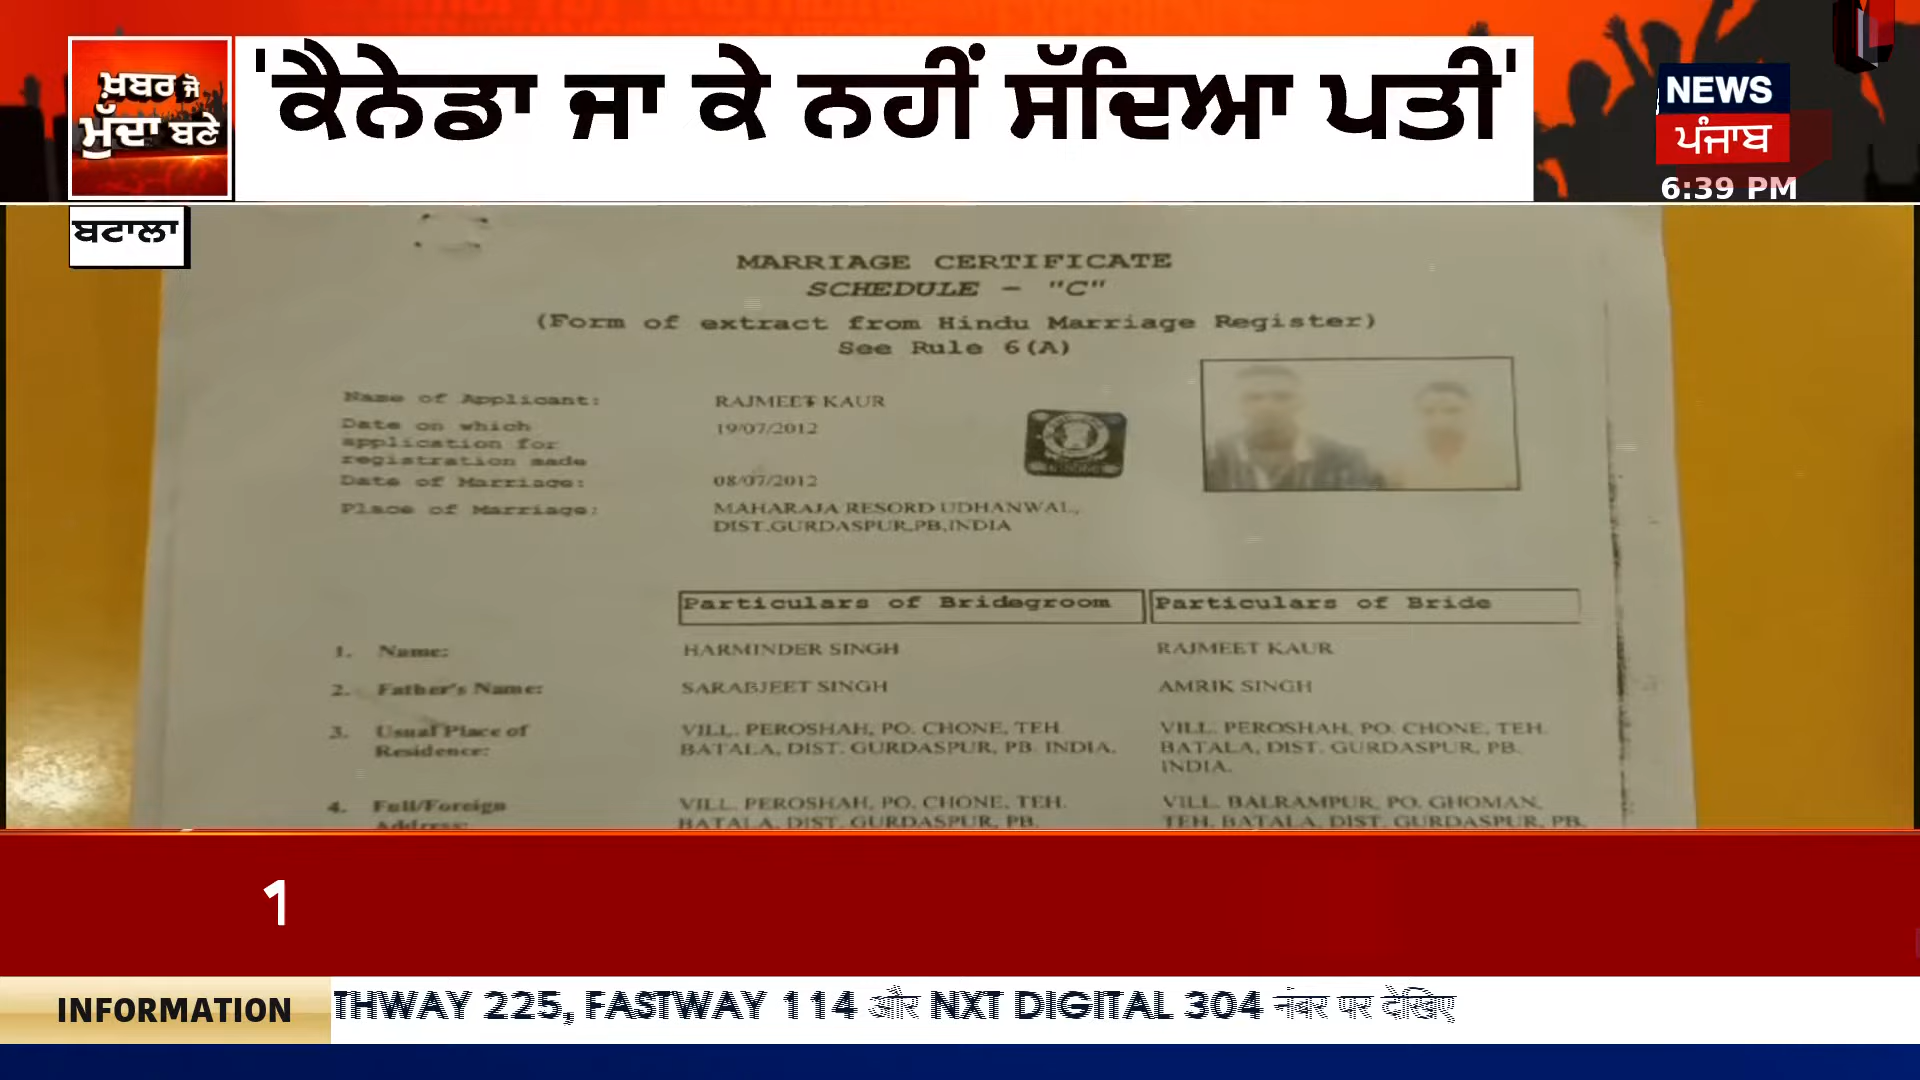 ਖ਼ਬਰ ਜੋ
ਮੁੱਦਾ ਬਣੇ
'ਕੈਨੇਡਾ ਜਾ ਕੇ ਨਹੀਂ ਸੱਦਿਆ ਪਤੀ'
NEWS
ਪੰਜਾਬ
6:39 PM
ਬਟਾਲਾ
MARRIAGE CERTIFICATE
SCHEDULE - "C"
(Form of extract from Hindu Marriage Register)
See Rule 6(A)
Name of Applicant: RAJMEET KAUR
Date on which 19/07/2012
application for
registration made
Date of Marriage: 08/07/2012
Place of Marriage: MAHARAJA RESORD UDHANWAL,
DIST.GURDASPUR,PB,INDIA
Particulars of Bridegroom Particulars of Bride
1. Name: HARMINDER SINGH RAJMEET KAUR
2. Father's Name: SARABJEET SINGH AMRIK SINGH
3. Usual Place of VILL. PEROSHAH, PO. CHONE, TEH. VILL. PEROSHAH, PO. CHONE, TEH.
Residence: BATALA, DIST. GURDASPUR, PB. INDIA. BATALA, DIST. GURDASPUR, PB.
INDIA.
4. Full/Foreign VILL. PEROSHAH, PO. CHONE, TEH. VILL. BALRAMPUR, PO. GHOMAN,
Address: BATALA, DIST. GURDASPUR, PB. TEH. BATALA, DIST. GURDASPUR, PB.
1
INFORMATION THWAY 225, FASTWAY 114 और NXT DIGITAL 304 नंबर पर देखिए